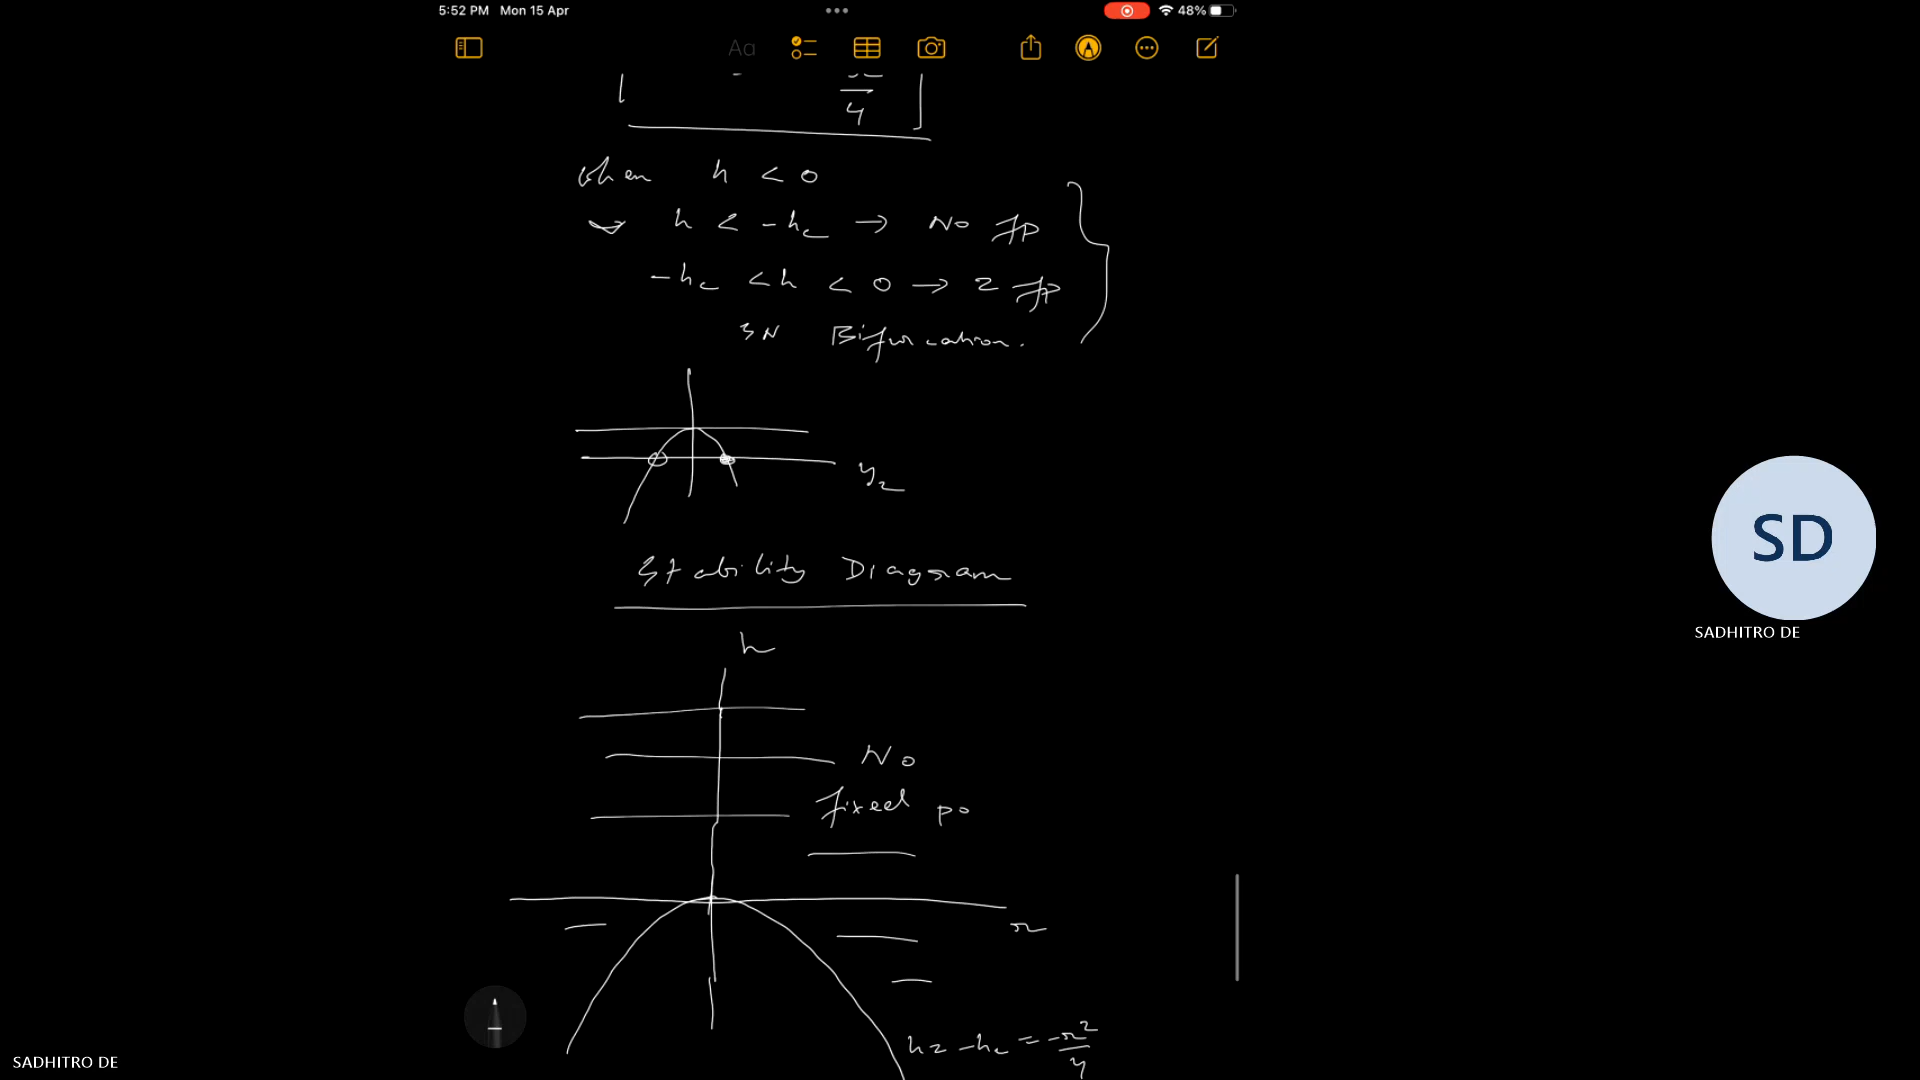 5:52 PM Mon 15 Apr
48%
Aa
4
when h < 0
h < -hc → No fp
-hc < h < 0 → 2 fp
SN Bifurcation.
y2
Stability Diagram
h
No
fixed po
r
h = -hc = -r²/4
SD
SADHITRO DE
SADHITRO DE